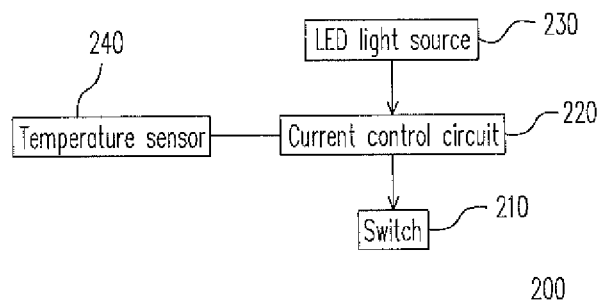 240
LED light source
230
Temperature sensor
Current control circuit
220
Switch
210
200